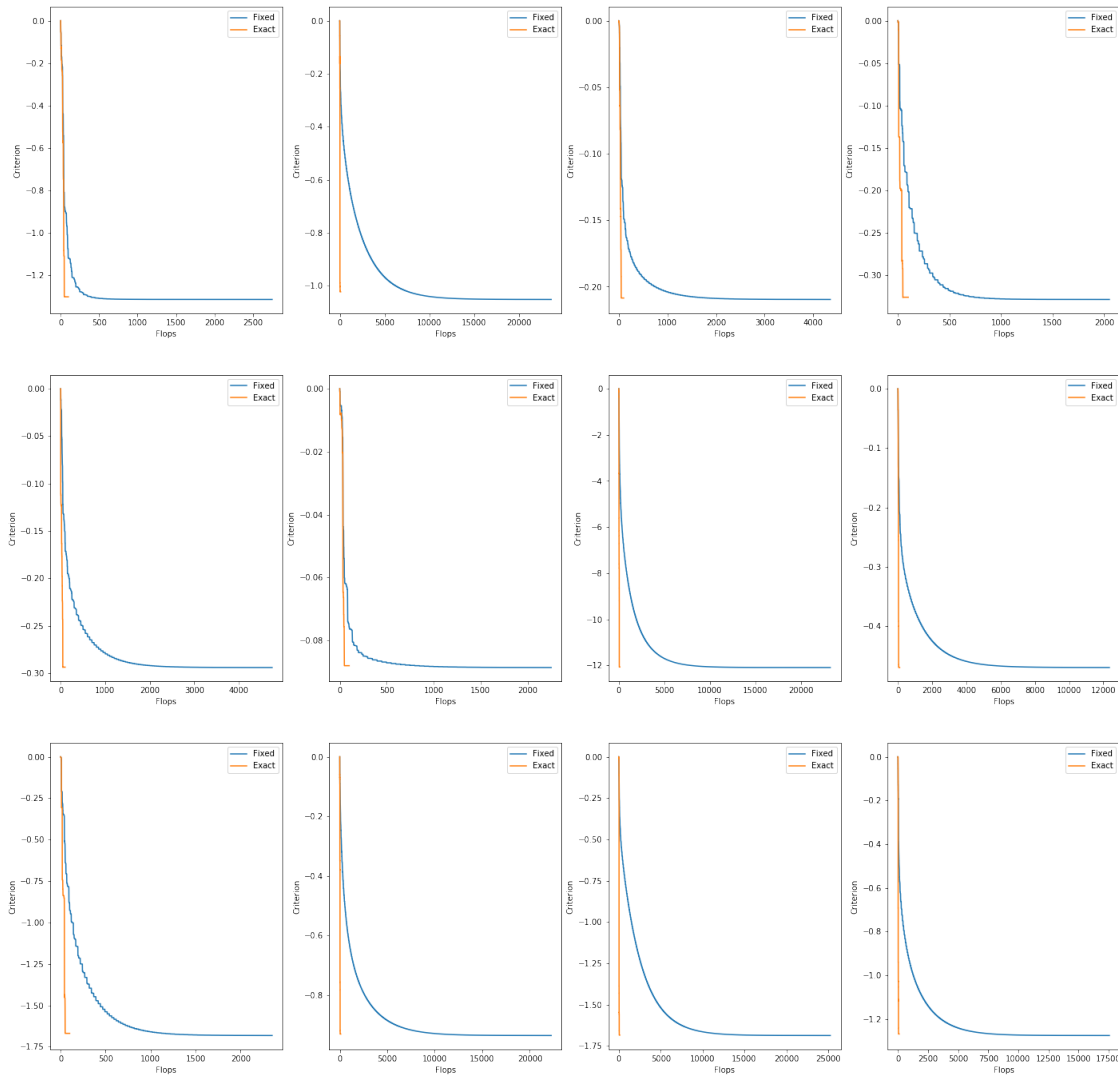 0.0
−0.2
−0.4
−0.6
−0.8
−1.0
−1.2
Criterion
0 500 1000 1500 2000 2500
Flops
Fixed
Exact
0.0
−0.2
−0.4
−0.6
−0.8
−1.0
Criterion
0 5000 10000 15000 20000
Flops
Fixed
Exact
0.00
−0.05
−0.10
−0.15
−0.20
Criterion
0 1000 2000 3000 4000
Flops
Fixed
Exact
0.00
−0.05
−0.10
−0.15
−0.20
−0.25
−0.30
Criterion
0 500 1000 1500 2000
Flops
Fixed
Exact
0.00
−0.05
−0.10
−0.15
−0.20
−0.25
−0.30
Criterion
0 1000 2000 3000 4000
Flops
Fixed
Exact
0.00
−0.02
−0.04
−0.06
−0.08
Criterion
0 500 1000 1500 2000
Flops
Fixed
Exact
0
−2
−4
−6
−8
−10
−12
Criterion
0 5000 10000 15000 20000
Flops
Fixed
Exact
0.0
−0.1
−0.2
−0.3
−0.4
Criterion
0 2000 4000 6000 8000 10000 12000
Flops
Fixed
Exact
0.00
−0.25
−0.50
−0.75
−1.00
−1.25
−1.50
−1.75
Criterion
0 500 1000 1500 2000
Flops
Fixed
Exact
0.0
−0.2
−0.4
−0.6
−0.8
Criterion
0 5000 10000 15000 20000
Flops
Fixed
Exact
0.00
−0.25
−0.50
−0.75
−1.00
−1.25
−1.50
−1.75
Criterion
0 5000 10000 15000 20000 25000
Flops
Fixed
Exact
0.0
−0.2
−0.4
−0.6
−0.8
−1.0
−1.2
Criterion
0 2500 5000 7500 10000 12500 15000 17500
Flops
Fixed
Exact